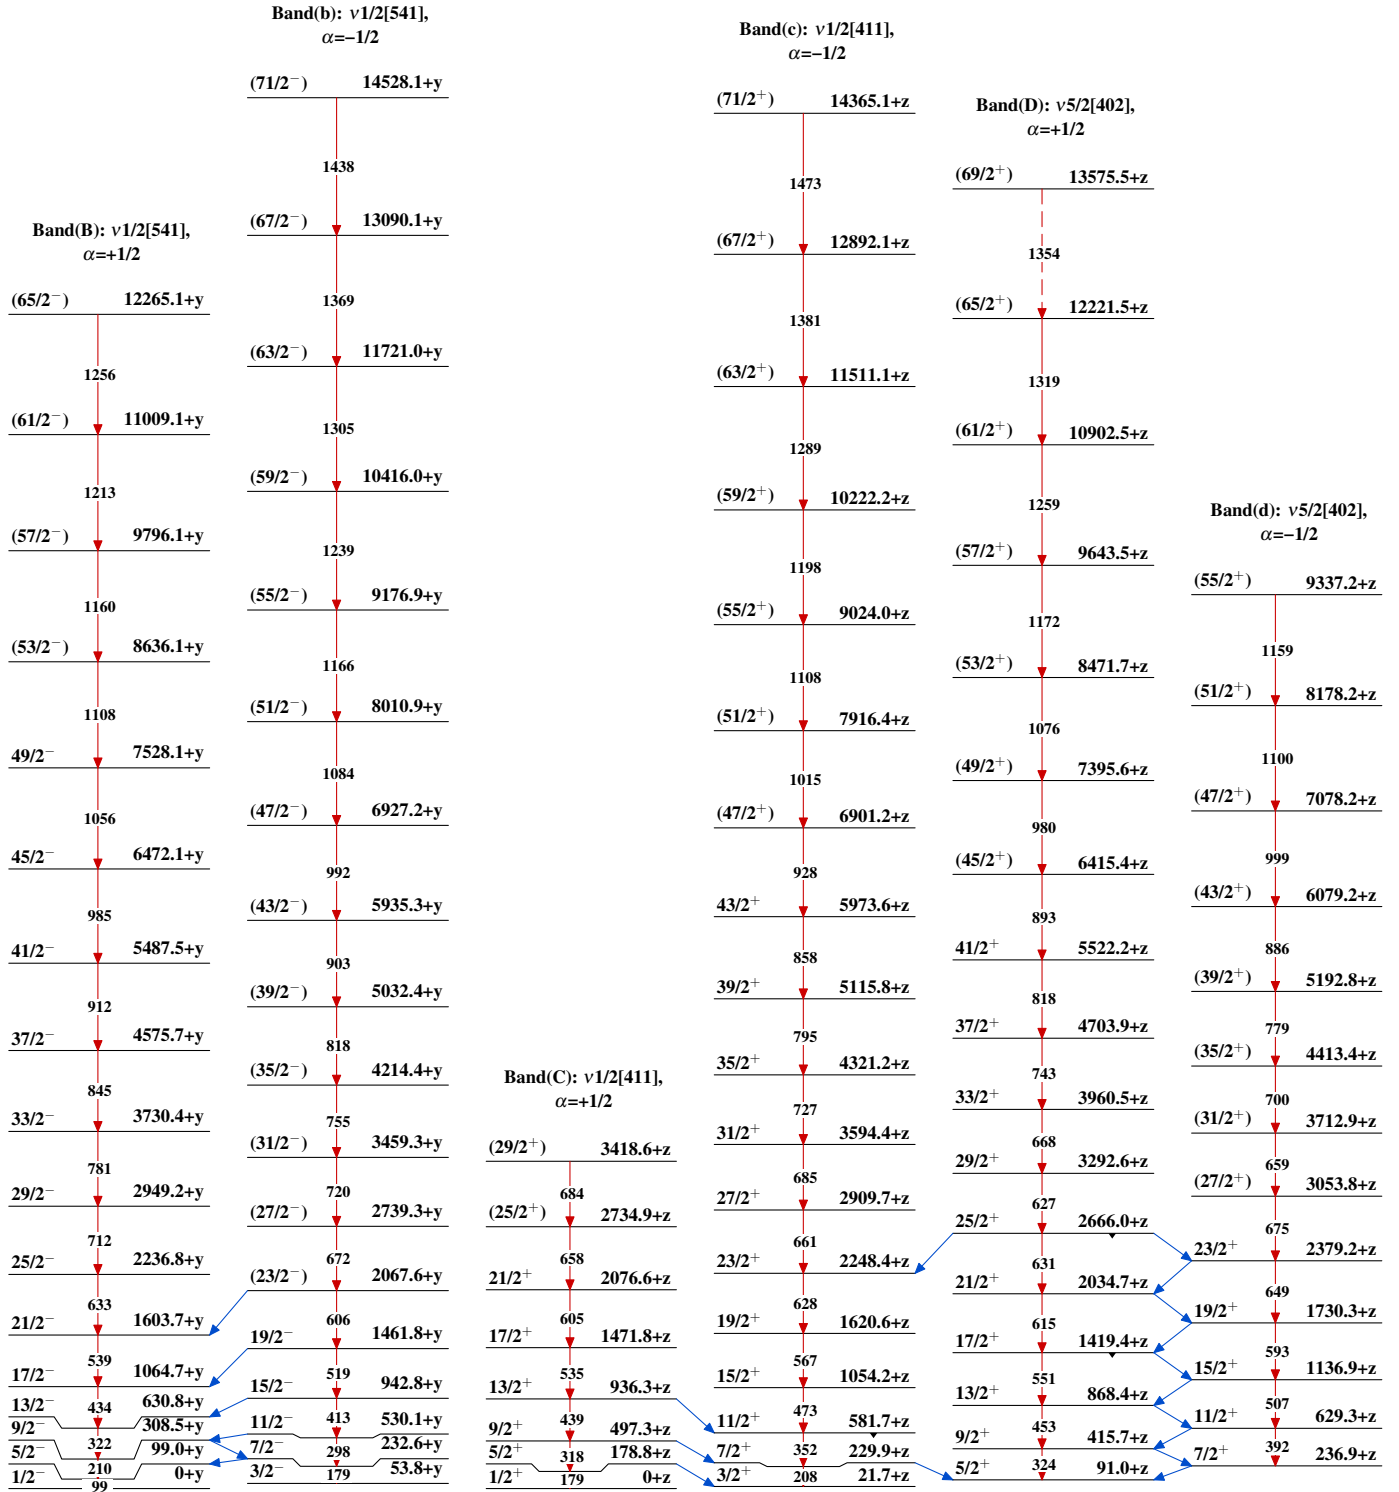 Band(B): ν1/2[541],
α=+1/2
(65/2⁻) 12265.1+y
1256
(61/2⁻) 11009.1+y
1213
(57/2⁻) 9796.1+y
1160
(53/2⁻) 8636.1+y
1108
49/2⁻ 7528.1+y
1056
45/2⁻ 6472.1+y
985
41/2⁻ 5487.5+y
912
37/2⁻ 4575.7+y
845
33/2⁻ 3730.4+y
781
29/2⁻ 2949.2+y
712
25/2⁻ 2236.8+y
633
21/2⁻ 1603.7+y
539
17/2⁻ 1064.7+y
434
13/2⁻ 630.8+y
322
9/2⁻ 308.5+y
210
5/2⁻ 99.0+y
99
1/2⁻ 0+y
Band(b): ν1/2[541],
α=−1/2
(71/2⁻) 14528.1+y
1438
(67/2⁻) 13090.1+y
1369
(63/2⁻) 11721.0+y
1305
(59/2⁻) 10416.0+y
1239
(55/2⁻) 9176.9+y
1166
(51/2⁻) 8010.9+y
1084
(47/2⁻) 6927.2+y
992
(43/2⁻) 5935.3+y
903
(39/2⁻) 5032.4+y
818
(35/2⁻) 4214.4+y
755
(31/2⁻) 3459.3+y
720
(27/2⁻) 2739.3+y
672
(23/2⁻) 2067.6+y
606
19/2⁻ 1461.8+y
519
15/2⁻ 942.8+y
413
11/2⁻ 530.1+y
298
7/2⁻ 232.6+y
179
3/2⁻ 53.8+y
Band(C): ν1/2[411],
α=+1/2
(29/2⁺) 3418.6+z
684
(25/2⁺) 2734.9+z
658
21/2⁺ 2076.6+z
605
17/2⁺ 1471.8+z
535
13/2⁺ 936.3+z
439
9/2⁺ 497.3+z
318
5/2⁺ 178.8+z
179
1/2⁺ 0+z
Band(c): ν1/2[411],
α=−1/2
(71/2⁺) 14365.1+z
1473
(67/2⁺) 12892.1+z
1381
(63/2⁺) 11511.1+z
1289
(59/2⁺) 10222.2+z
1198
(55/2⁺) 9024.0+z
1108
(51/2⁺) 7916.4+z
1015
(47/2⁺) 6901.2+z
928
43/2⁺ 5973.6+z
858
39/2⁺ 5115.8+z
795
35/2⁺ 4321.2+z
727
31/2⁺ 3594.4+z
685
27/2⁺ 2909.7+z
661
23/2⁺ 2248.4+z
628
19/2⁺ 1620.6+z
567
15/2⁺ 1054.2+z
473
11/2⁺ 581.7+z
352
7/2⁺ 229.9+z
208
3/2⁺ 21.7+z
Band(D): ν5/2[402],
α=+1/2
(69/2⁺) 13575.5+z
1354
(65/2⁺) 12221.5+z
1319
(61/2⁺) 10902.5+z
1259
(57/2⁺) 9643.5+z
1172
(53/2⁺) 8471.7+z
1076
(49/2⁺) 7395.6+z
980
(45/2⁺) 6415.4+z
893
41/2⁺ 5522.2+z
818
37/2⁺ 4703.9+z
743
33/2⁺ 3960.5+z
668
29/2⁺ 3292.6+z
627
25/2⁺ 2666.0+z
631
21/2⁺ 2034.7+z
615
17/2⁺ 1419.4+z
551
13/2⁺ 868.4+z
453
9/2⁺ 415.7+z
324
5/2⁺ 91.0+z
Band(d): ν5/2[402],
α=−1/2
(55/2⁺) 9337.2+z
1159
(51/2⁺) 8178.2+z
1100
(47/2⁺) 7078.2+z
999
(43/2⁺) 6079.2+z
886
(39/2⁺) 5192.8+z
779
(35/2⁺) 4413.4+z
700
(31/2⁺) 3712.9+z
659
(27/2⁺) 3053.8+z
675
23/2⁺ 2379.2+z
649
19/2⁺ 1730.3+z
593
15/2⁺ 1136.9+z
507
11/2⁺ 629.3+z
392
7/2⁺ 236.9+z